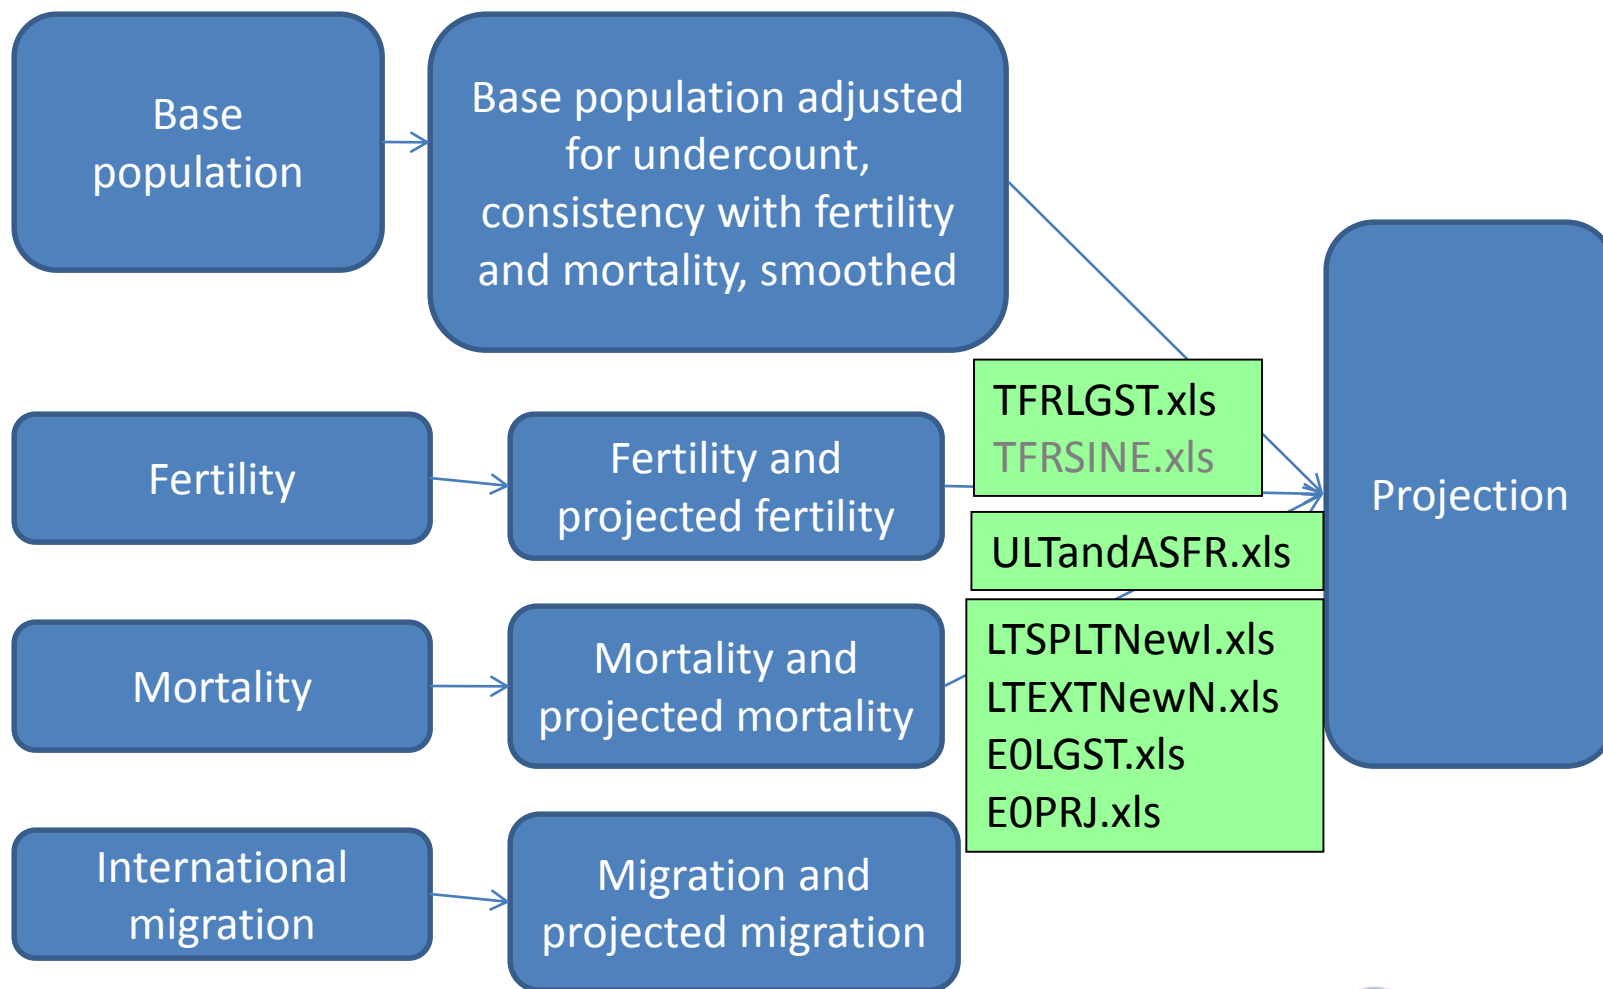 Base
population
Base population adjusted
for undercount,
consistency with fertility
and mortality, smoothed
TFRLGST.xls
TFRSINE.xls
Fertility
Fertility and
projected fertility
Projection
ULTandASFR.xls
Mortality
Mortality and
projected mortality
LTSPLTNewI.xls
LTEXTNewN.xls
E0LGST.xls
E0PRJ.xls
International
migration
Migration and
projected migration